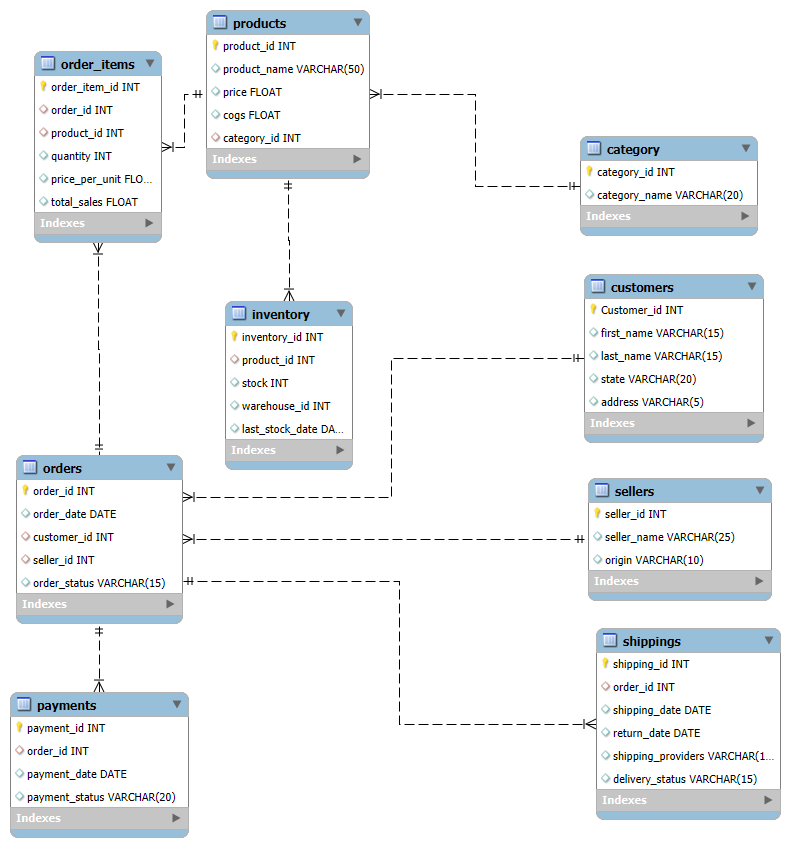 products
product_id INT
product_name VARCHAR(50)
price FLOAT
cogs FLOAT
category_id INT
Indexes
order_items
order_item_id INT
order_id INT
product_id INT
quantity INT
price_per_unit FLO...
total_sales FLOAT
Indexes
category
category_id INT
category_name VARCHAR(20)
Indexes
inventory
inventory_id INT
product_id INT
stock INT
warehouse_id INT
last_stock_date DA...
Indexes
customers
Customer_id INT
first_name VARCHAR(15)
last_name VARCHAR(15)
state VARCHAR(20)
address VARCHAR(5)
Indexes
orders
order_id INT
order_date DATE
customer_id INT
seller_id INT
order_status VARCHAR(15)
Indexes
sellers
seller_id INT
seller_name VARCHAR(25)
origin VARCHAR(10)
Indexes
shippings
shipping_id INT
order_id INT
shipping_date DATE
return_date DATE
shipping_providers VARCHAR(1...
delivery_status VARCHAR(15)
Indexes
payments
payment_id INT
order_id INT
payment_date DATE
payment_status VARCHAR(20)
Indexes